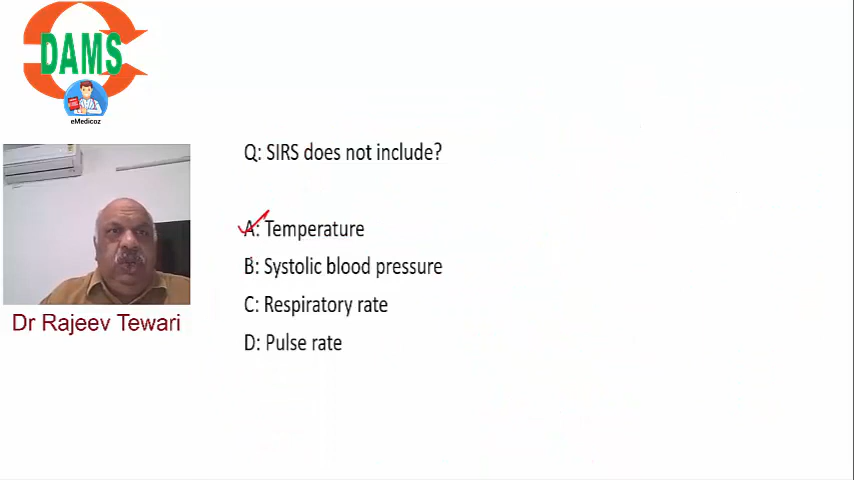 DAMS
eMedicoz
Q: SIRS does not include?
A: Temperature
B: Systolic blood pressure
C: Respiratory rate
D: Pulse rate
Dr Rajeev Tewari